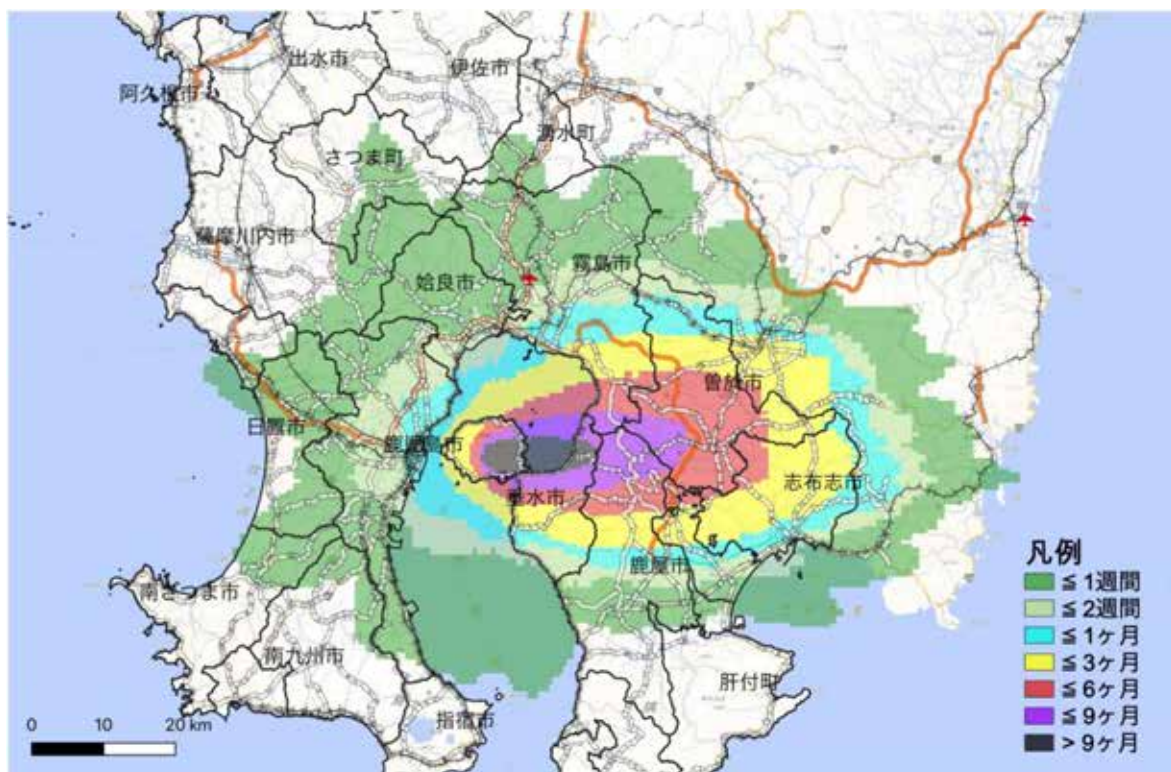 出水市
伊佐市
阿久根市
湧水町
さつま町
薩摩川内市
霧島市
姶良市
曽於市
日置市
鹿児島市
志布志市
垂水市
鹿屋市
南さつま市
南九州市
肝付町
指宿市
0 10 20 km
凡例
≦1週間
≦2週間
≦1ヶ月
≦3ヶ月
≦6ヶ月
≦9ヶ月
>9ヶ月